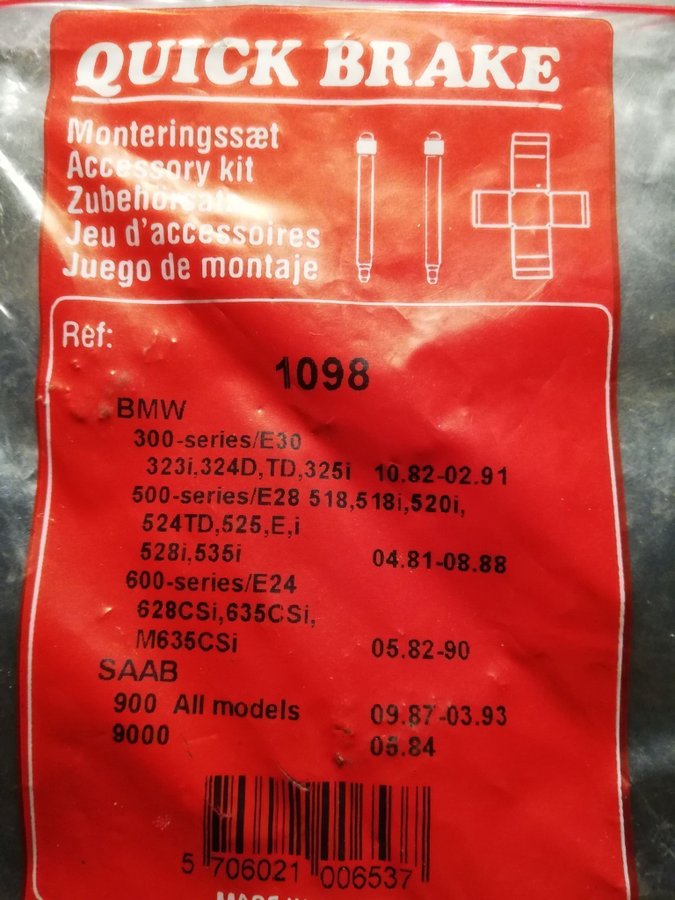 QUICK BRAKE
Monteringssæt
Accessory kit
Zubehörsatz
Jeu d'accessoires
Juego de montaje
Ref:
1098
BMW
300-series/E30
323i,324D,TD,325i 10.82-02.91
500-series/E28 518,518i,520i,
524TD,525,E,i
528i,535i 04.81-08.88
600-series/E24
628CSi,635CSi,
M635CSi 05.82-90
SAAB
900 All models 09.87-03.93
9000 05.84
5 706021 006537
MADE IN